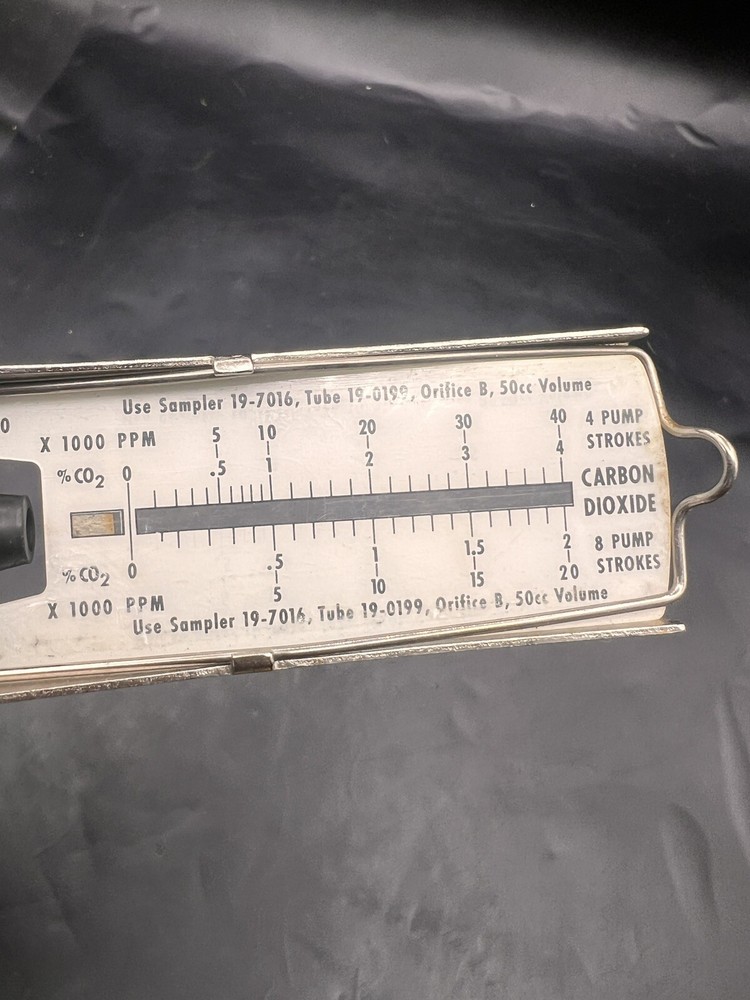 Use Sampler 19-7016, Tube 19-0199, Orifice B, 50cc Volume
0
X 1000 PPM 5 10 20 30 40 4 PUMP STROKES
% CO2 0 .5 1 2 3 4
CARBON DIOXIDE
% CO2 0 .5 1 1.5 2 8 PUMP STROKES
X 1000 PPM 5 10 15 20
Use Sampler 19-7016, Tube 19-0199, Orifice B, 50cc Volume